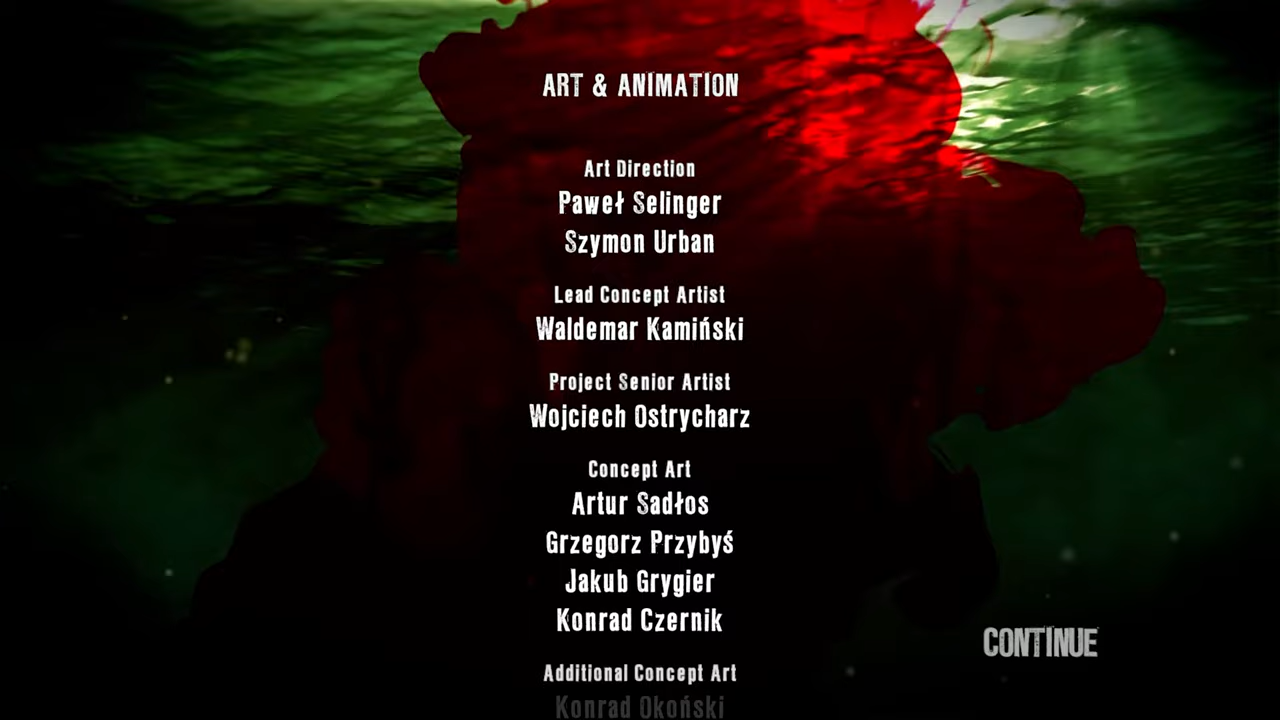 ART & ANIMATION
Art Direction
Paweł Selinger
Szymon Urban
Lead Concept Artist
Waldemar Kamiński
Project Senior Artist
Wojciech Ostrycharz
Concept Art
Artur Sadłos
Grzegorz Przybyś
Jakub Grygier
Konrad Czernik
CONTINUE
Additional Concept Art
Konrad Okoński